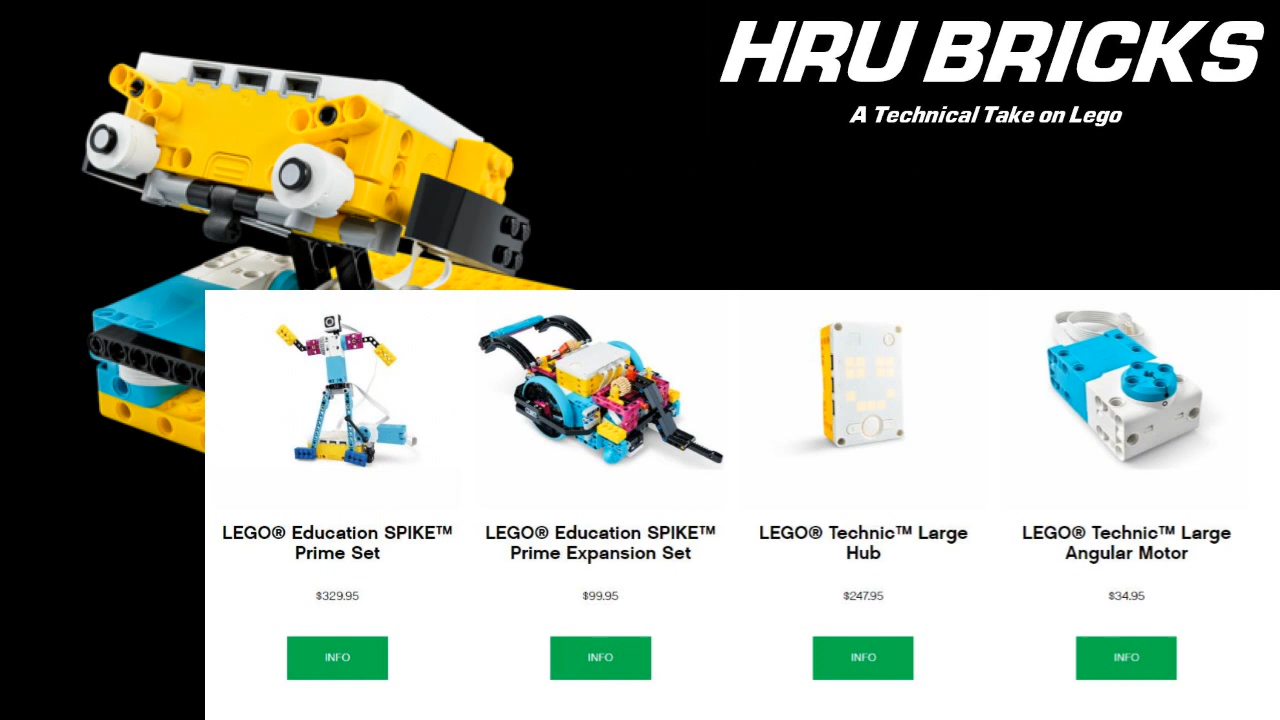 HRU BRICKS
A Technical Take on Lego
LEGO® Education SPIKE™
Prime Set
$329.95
INFO
LEGO® Education SPIKE™
Prime Expansion Set
$99.95
INFO
LEGO® Technic™ Large
Hub
$247.95
INFO
LEGO® Technic™ Large
Angular Motor
$34.95
INFO